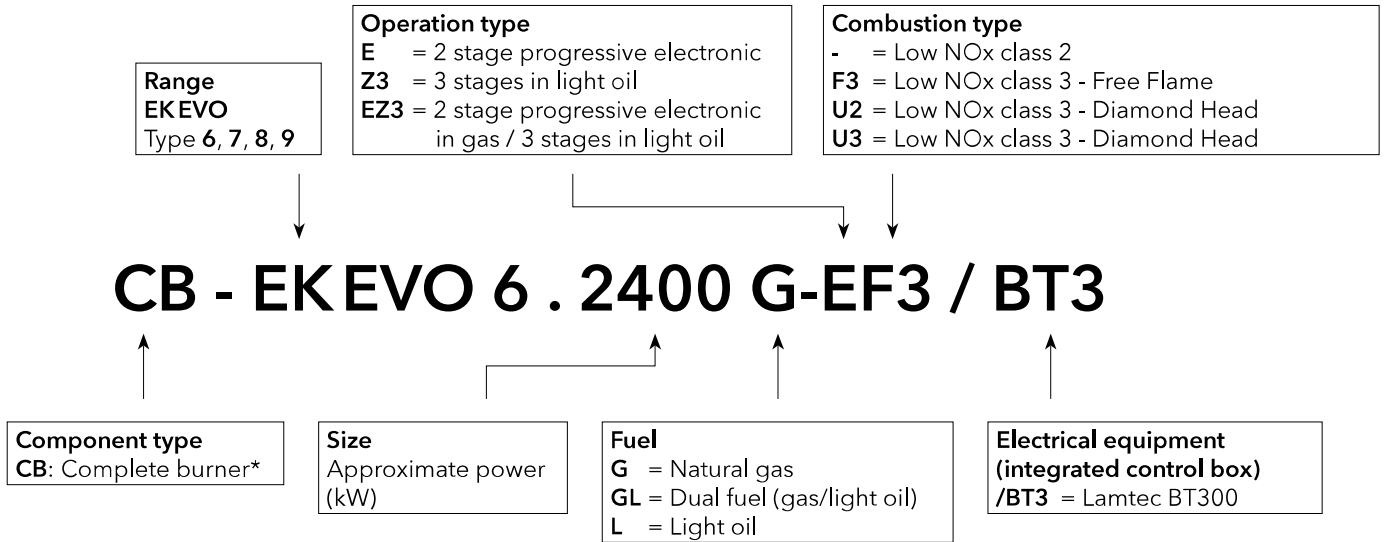 Operation type
E = 2 stage progressive electronic
Z3 = 3 stages in light oil
EZ3 = 2 stage progressive electronic
in gas / 3 stages in light oil
Combustion type
- = Low NOx class 2
F3 = Low NOx class 3 - Free Flame
U2 = Low NOx class 3 - Diamond Head
U3 = Low NOx class 3 - Diamond Head
Range
EKEVO
Type 6, 7, 8, 9
CB - EKEVO 6 . 2400 G-EF3 / BT3
Component type
CB: Complete burner*
Size
Approximate power
(kW)
Fuel
G = Natural gas
GL = Dual fuel (gas/light oil)
L = Light oil
Electrical equipment
(integrated control box)
/BT3 = Lamtec BT300